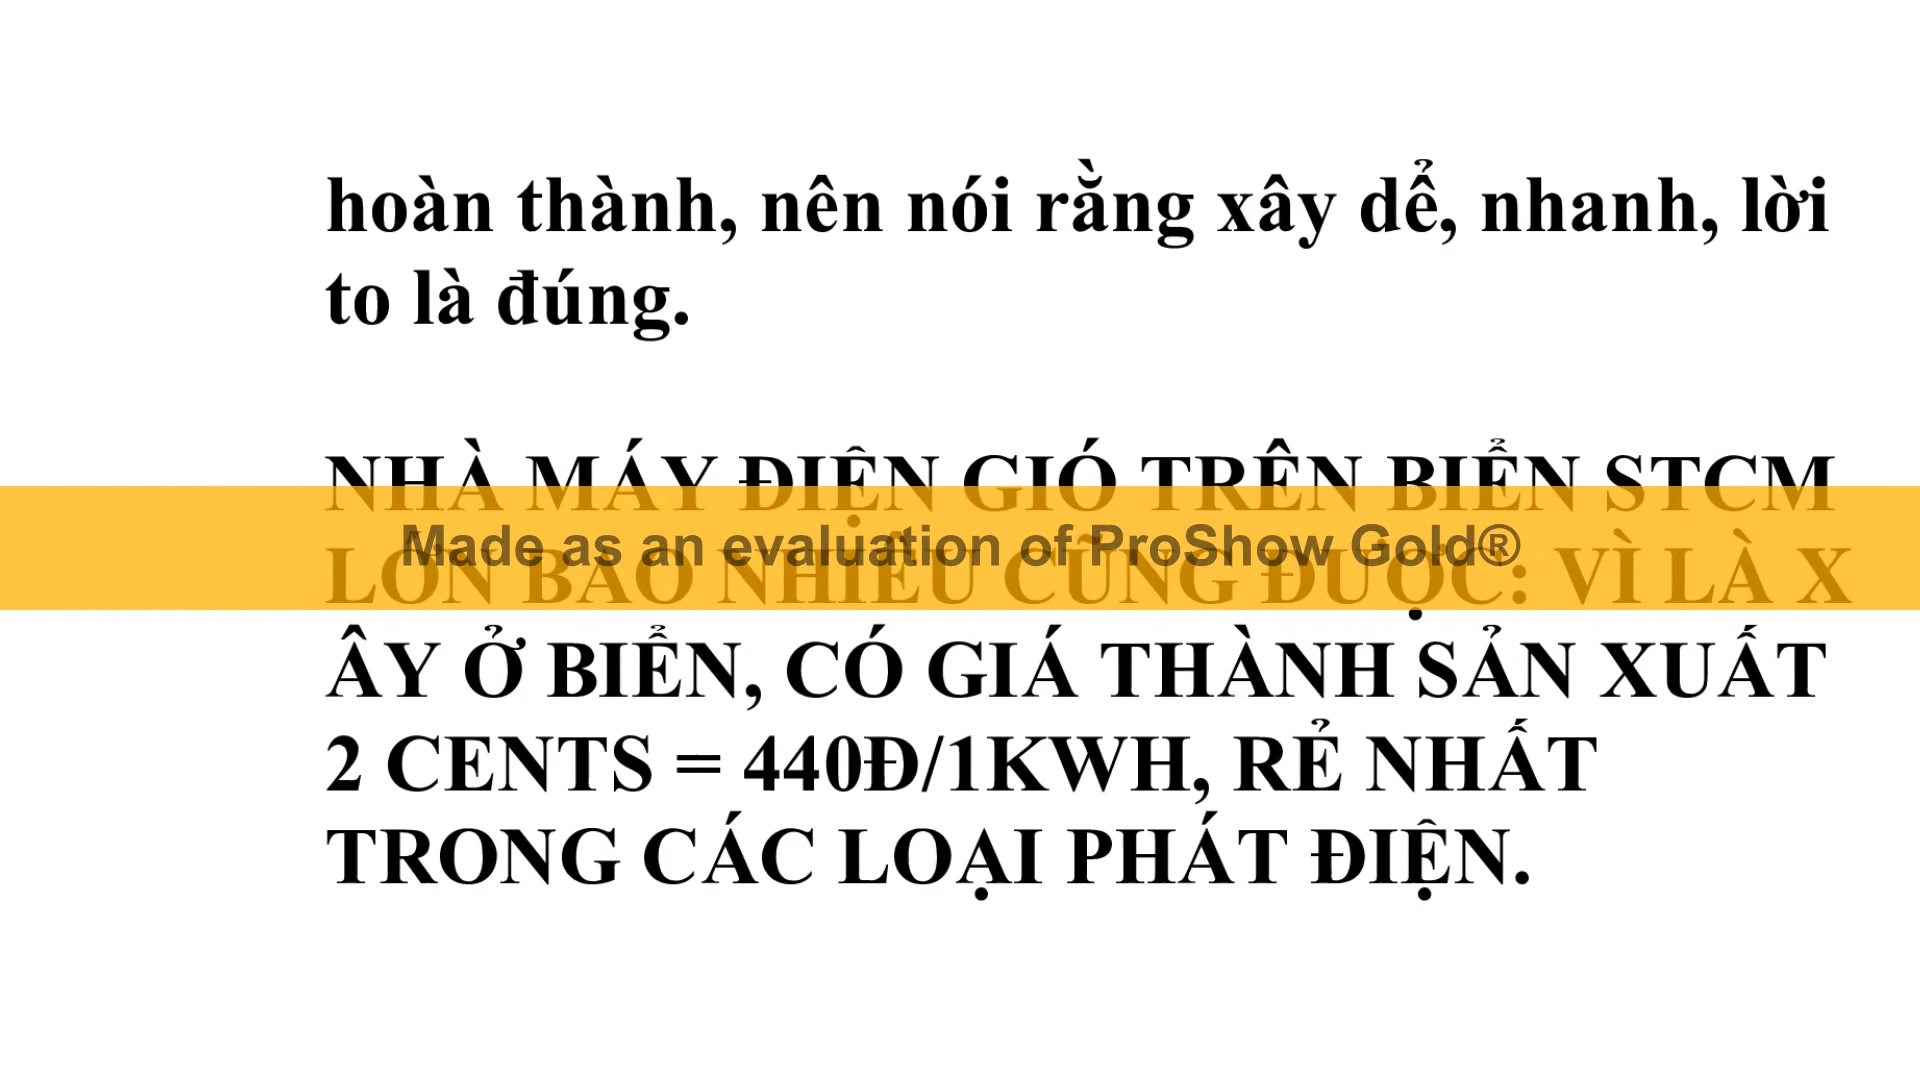 hoàn thành, nên nói rằng xây dể, nhanh, lời
to là đúng.
NHÀ MÁY ĐIỆN GIÓ TRÊN BIỂN STCM
Made as an evaluation of ProShow Gold®
LỚN BAO NHIÊU CŨNG ĐƯỢC: VÌ LÀ X
ÂY Ở BIỂN, CÓ GIÁ THÀNH SẢN XUẤT
2 CENTS = 440Đ/1KWH, RẺ NHẤT
TRONG CÁC LOẠI PHÁT ĐIỆN.